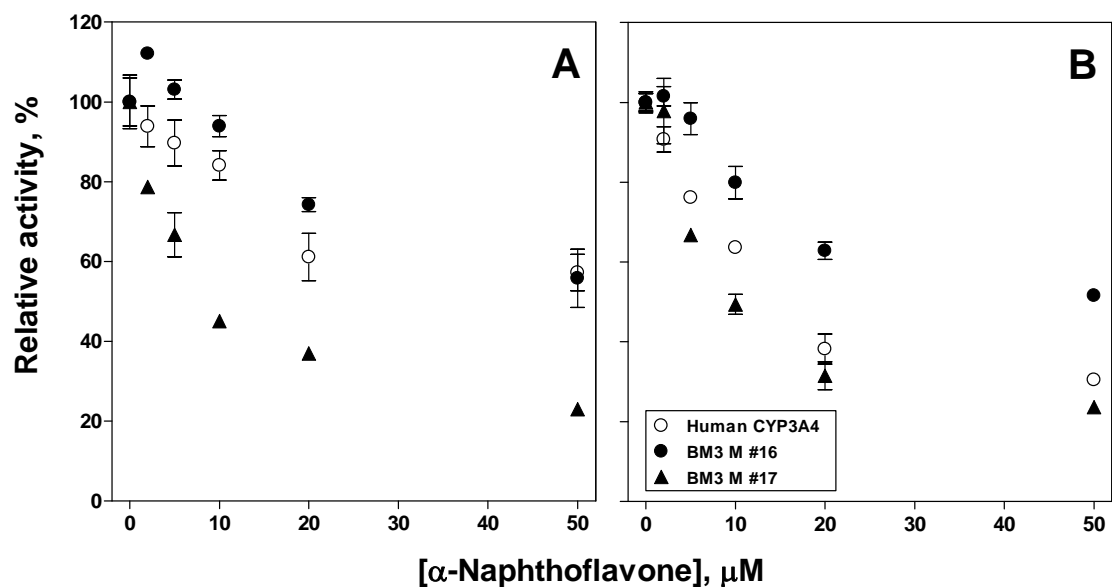 Relative activity, %
120
100
80
60
40
20
0
A
0 10 20 30 40 50
B
Human CYP3A4
BM3 M #16
BM3 M #17
0 10 20 30 40 50
[α-Naphthoflavone], μM